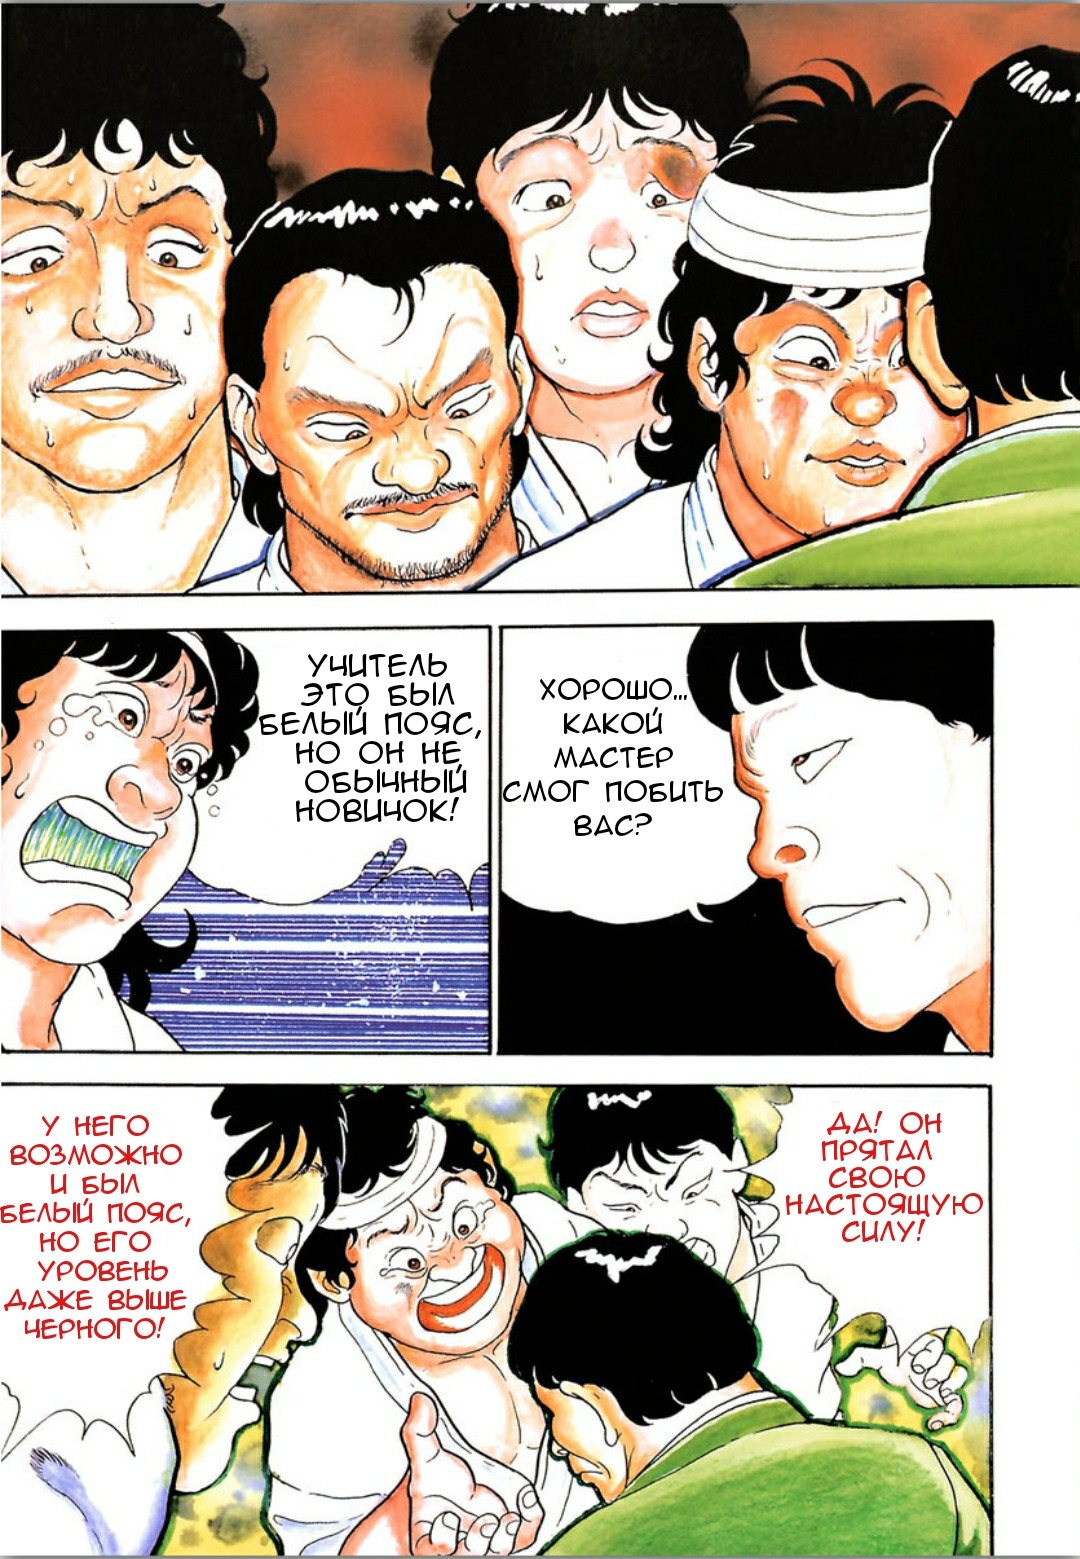 ХОРОШО...
КАКОЙ
МАСТЕР
СМОГ ПОБИТЬ
ВАС?
УЧИТЕЛЬ
ЭТО БЫЛ
БЕЛЫЙ ПОЯС,
НО ОН НЕ
ОБЫЧНЫЙ
НОВИЧОК!
ДА! ОН
ПРЯТАЛ
СВОЮ
НАСТОЯЩУЮ
СИЛУ!
У НЕГО
ВОЗМОЖНО
И БЫЛ
БЕЛЫЙ ПОЯС,
НО ЕГО
УРОВЕНЬ
ДАЖЕ ВЫШЕ
ЧЕРНОГО!